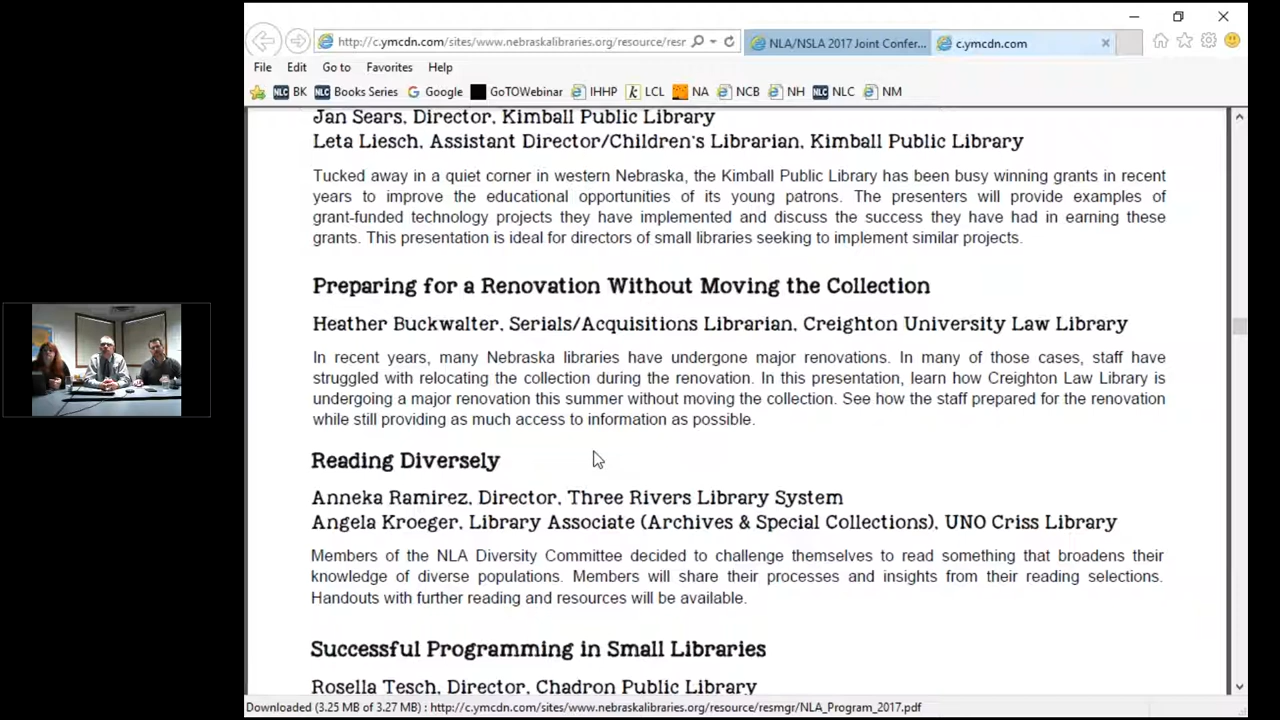 http://c.ymcdn.com/sites/www.nebraskalibraries.org/resource/resr
NLA/NSLA 2017 Joint Confer...
c.ymcdn.com
File Edit Go to Favorites Help
NLC BK NLC Books Series G Google GoTOWebinar IHHP k LCL NA NCB NH NLC NLC NM
Jan Sears, Director, Kimball Public Library
Leta Liesch, Assistant Director/Children's Librarian, Kimball Public Library
Tucked away in a quiet corner in western Nebraska, the Kimball Public Library has been busy winning grants in recent
years to improve the educational opportunities of its young patrons. The presenters will provide examples of
grant-funded technology projects they have implemented and discuss the success they have had in earning these
grants. This presentation is ideal for directors of small libraries seeking to implement similar projects.
Preparing for a Renovation Without Moving the Collection
Heather Buckwalter, Serials/Acquisitions Librarian, Creighton University Law Library
In recent years, many Nebraska libraries have undergone major renovations. In many of those cases, staff have
struggled with relocating the collection during the renovation. In this presentation, learn how Creighton Law Library is
undergoing a major renovation this summer without moving the collection. See how the staff prepared for the renovation
while still providing as much access to information as possible.
Reading Diversely
Anneka Ramirez, Director, Three Rivers Library System
Angela Kroeger, Library Associate (Archives & Special Collections), UNO Criss Library
Members of the NLA Diversity Committee decided to challenge themselves to read something that broadens their
knowledge of diverse populations. Members will share their processes and insights from their reading selections.
Handouts with further reading and resources will be available.
Successful Programming in Small Libraries
Rosella Tesch, Director, Chadron Public Library
Downloaded (3.25 MB of 3.27 MB) : http://c.ymcdn.com/sites/www.nebraskalibraries.org/resource/resmgr/NLA_Program_2017.pdf